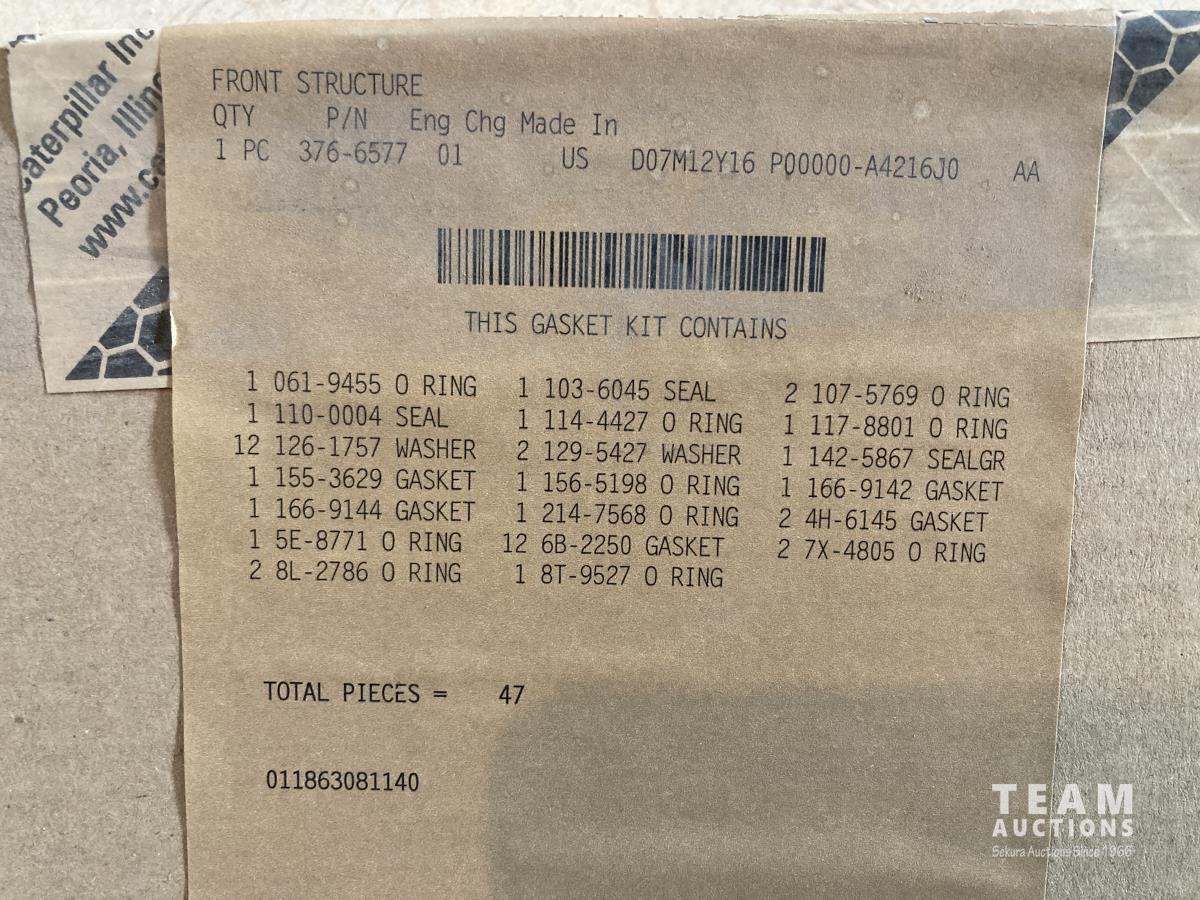 Caterpillar Inc
Peoria, Illin
www.ca
FRONT STRUCTURE
QTY P/N Eng Chg Made In
1 PC 376-6577 01 US D07M12Y16 P00000-A4216J0 AA
THIS GASKET KIT CONTAINS
1 061-9455 O RING 1 103-6045 SEAL 2 107-5769 O RING
1 110-0004 SEAL 1 114-4427 O RING 1 117-8801 O RING
12 126-1757 WASHER 2 129-5427 WASHER 1 142-5867 SEALGR
1 155-3629 GASKET 1 156-5198 O RING 1 166-9142 GASKET
1 166-9144 GASKET 1 214-7568 O RING 2 4H-6145 GASKET
1 5E-8771 O RING 12 6B-2250 GASKET 2 7X-4805 O RING
2 8L-2786 O RING 1 8T-9527 O RING
TOTAL PIECES = 47
011863081140
TEAM
AUCTIONS
Sekura Auctions Since 1966